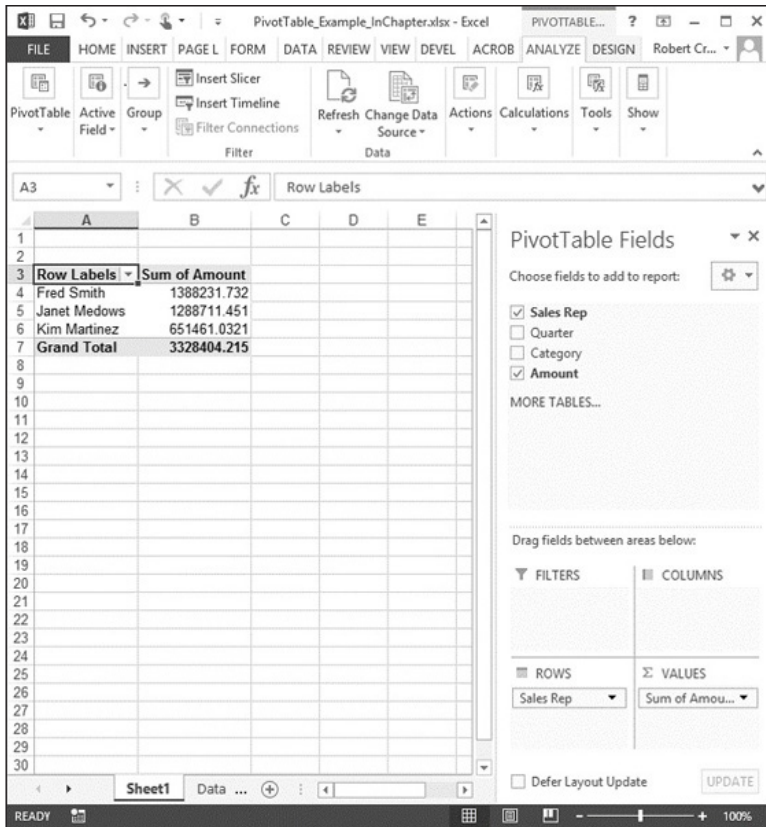 PivotTable_Example_InChapter.xlsx - Excel
PIVOTTABLE... ?
FILE HOME INSERT PAGE L FORM DATA REVIEW VIEW DEVEL ACROB ANALYZE DESIGN Robert Cr...
PivotTable
Active Field
Group
Insert Slicer
Insert Timeline
Filter Connections
Filter
Refresh
Change Data Source
Data
Actions
Calculations
Tools
Show
A3 fx Row Labels
A B C D E
1
2
3 Row Labels Sum of Amount
4 Fred Smith 1388231.732
5 Janet Medows 1288711.451
6 Kim Martinez 651461.0321
7 Grand Total 3328404.215
8
9
10
11
12
13
14
15
16
17
18
19
20
21
22
23
24
25
26
27
28
29
30
PivotTable Fields
Choose fields to add to report:
Sales Rep
Quarter
Category
Amount
MORE TABLES...
Drag fields between areas below:
FILTERS
COLUMNS
ROWS
Σ VALUES
Sales Rep
Sum of Amou...
Defer Layout Update
UPDATE
Sheet1 Data ...
READY
100%